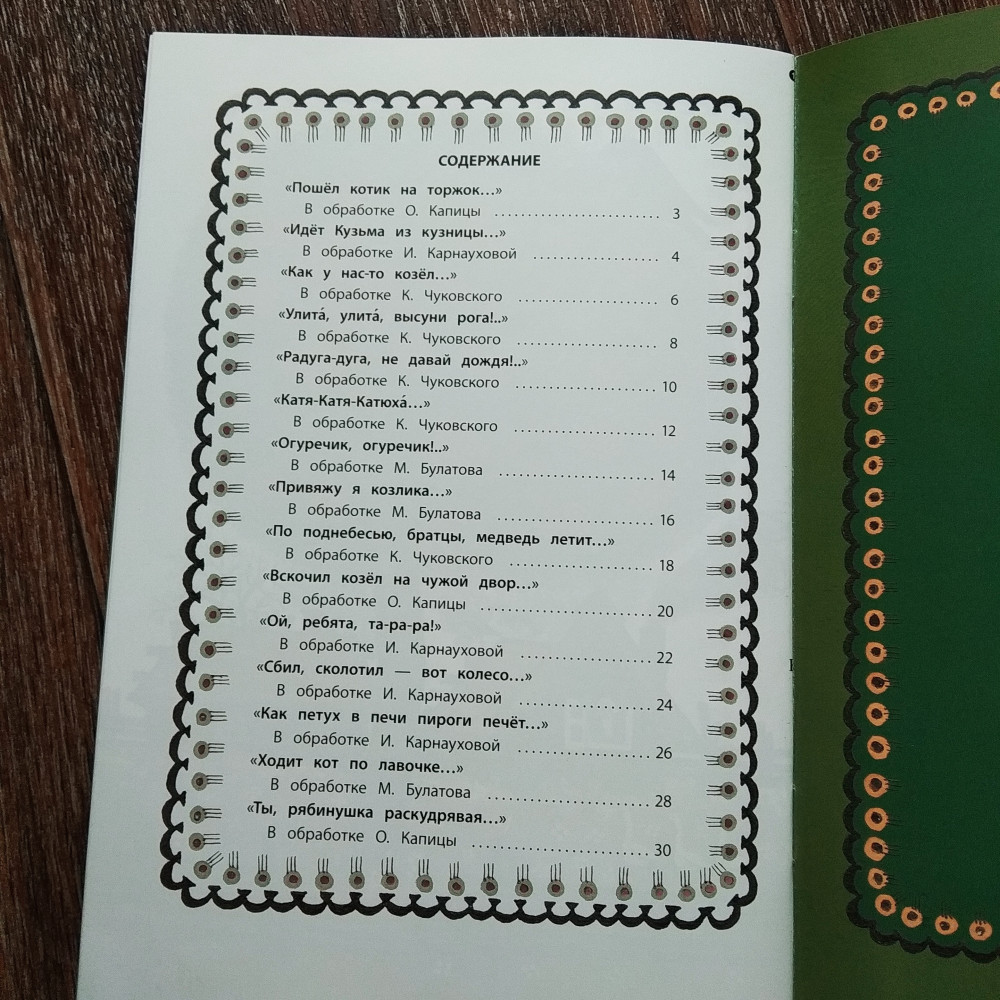 СОДЕРЖАНИЕ
«Пошёл котик на торжок...»
В обработке О. Капицы ........................ 3
«Идёт Кузьма из кузницы...»
В обработке И. Карнауховой ................... 4
«Как у нас-то козёл...»
В обработке К. Чуковского ..................... 6
«Улита́, улита́, высуни рога!..»
В обработке К. Чуковского ..................... 8
«Радуга-дуга, не давай дождя!..»
В обработке К. Чуковского ..................... 10
«Катя-Катя-Катюха́...»
В обработке К. Чуковского ..................... 12
«Огуречик, огуречик!..»
В обработке М. Булатова ....................... 14
«Привяжу я козлика...»
В обработке М. Булатова ....................... 16
«По поднебесью, братцы, медведь летит...»
В обработке К. Чуковского ..................... 18
«Вскочил козёл на чужой двор...»
В обработке О. Капицы ......................... 20
«Ой, ребята, та-ра-ра!»
В обработке И. Карнауховой ................... 22
«Сбил, сколотил — вот колесо...»
В обработке И. Карнауховой ................... 24
«Как петух в печи пироги печёт...»
В обработке И. Карнауховой ................... 26
«Ходит кот по лавочке...»
В обработке М. Булатова ....................... 28
«Ты, рябинушка раскудрявая...»
В обработке О. Капицы ......................... 30